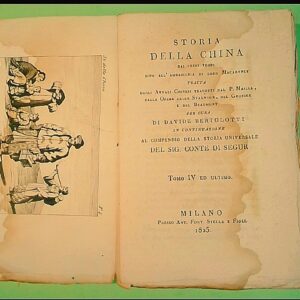 STORIA
DELLA CHINA
DAI PRIMI TEMPI
SINO ALL'AMBASCIATA DI LORD MACARTNEY
TRATTA
DAGLI ANNALI CHINESI TRADOTTI DAL P. MAILLA,
DALLE OPERE DELLO STAUNTON, DEL GROSIER
E DEL
PER CURA
DI DAVIDE BERTOLOTTI
IN CONTINUAZIONE
AL COMPENDIO DELLA STORIA UNIVERSALE
DEL SIG. CONTE DI SEGUR
TOMO IV ED ULTIMO.
MILANO
PRESSO ANT. FORT. STELLA E FIGLI
1825.